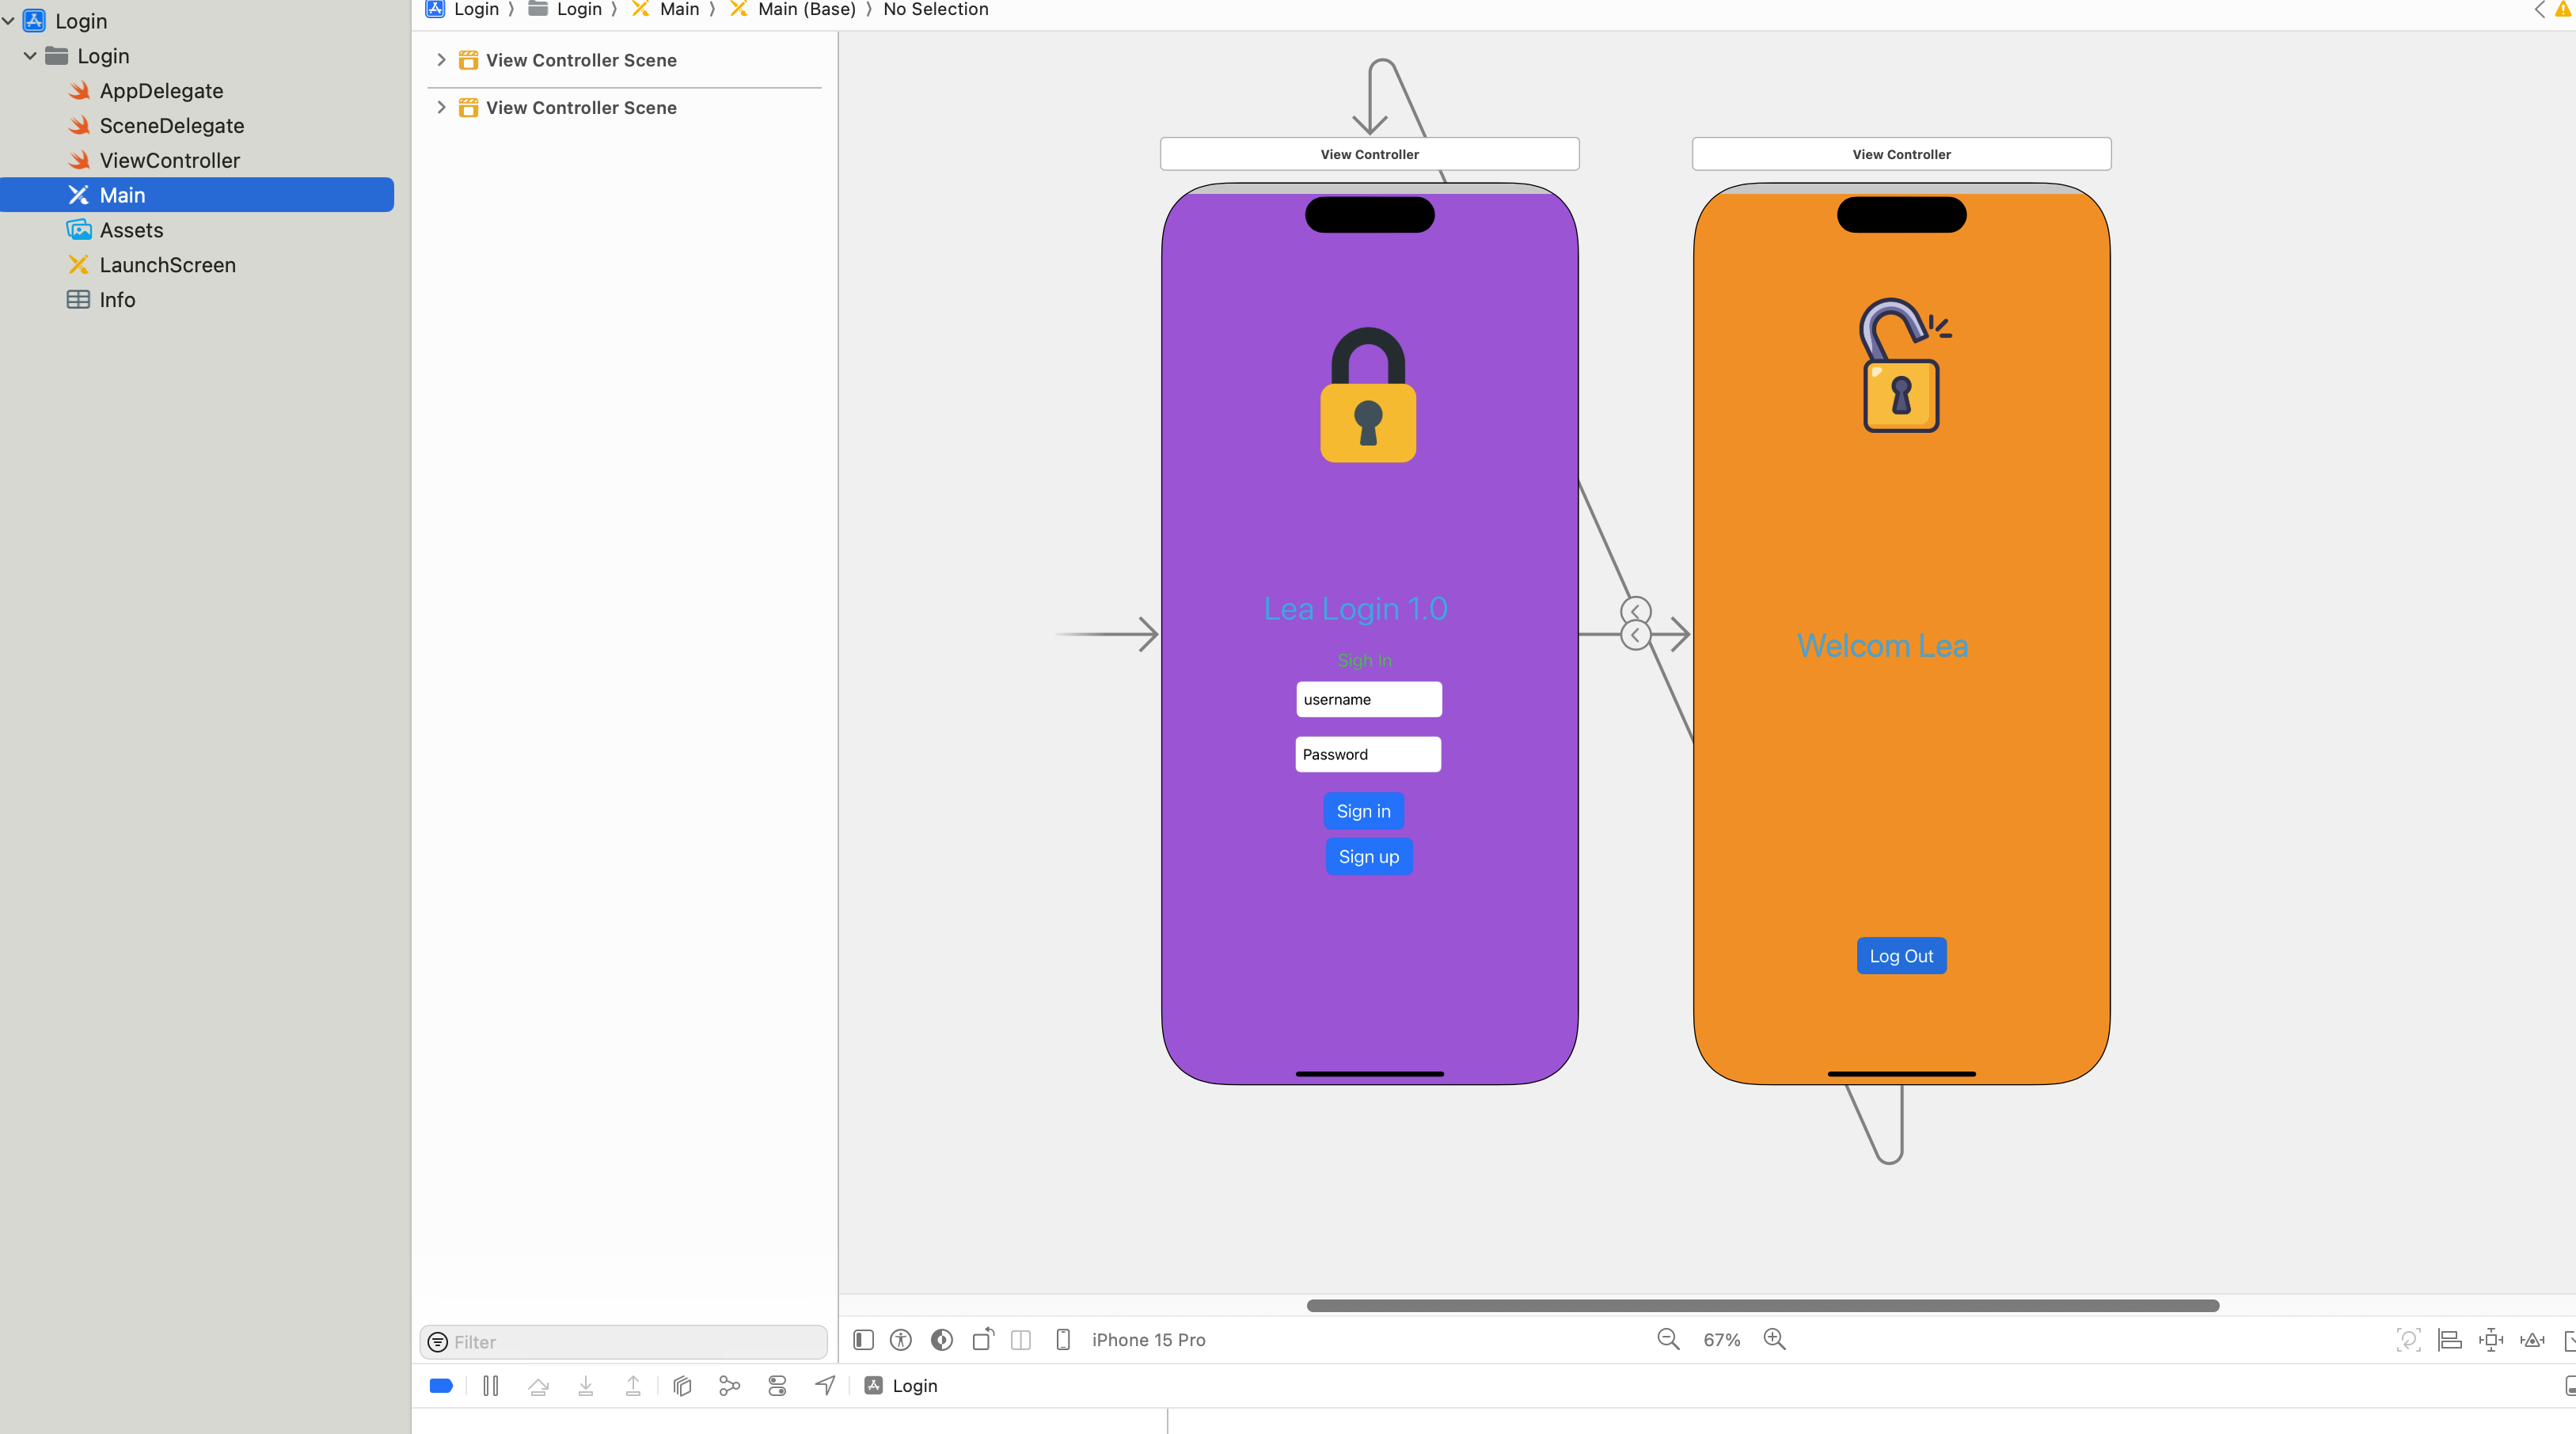 Login
Login
AppDelegate
SceneDelegate
ViewController
Main
Assets
LaunchScreen
Info
Login 〉 Login 〉 Main 〉 Main (Base) 〉 No Selection
View Controller Scene
View Controller Scene
View Controller
View Controller
Lea Login 1.0
Sigh In
username
Password
Sign in
Sign up
Welcom Lea
Log Out
Filter
iPhone 15 Pro
67%
Login